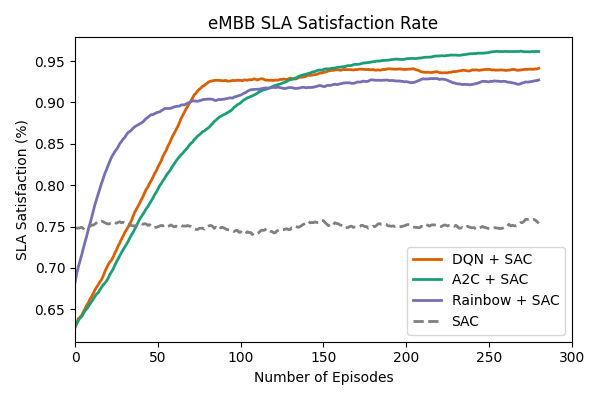 eMBB SLA Satisfaction Rate
SLA Satisfaction (%)
0.95
0.90
0.85
0.80
0.75
0.70
0.65
DQN + SAC
A2C + SAC
Rainbow + SAC
SAC
0 50 100 150 200 250 300
Number of Episodes